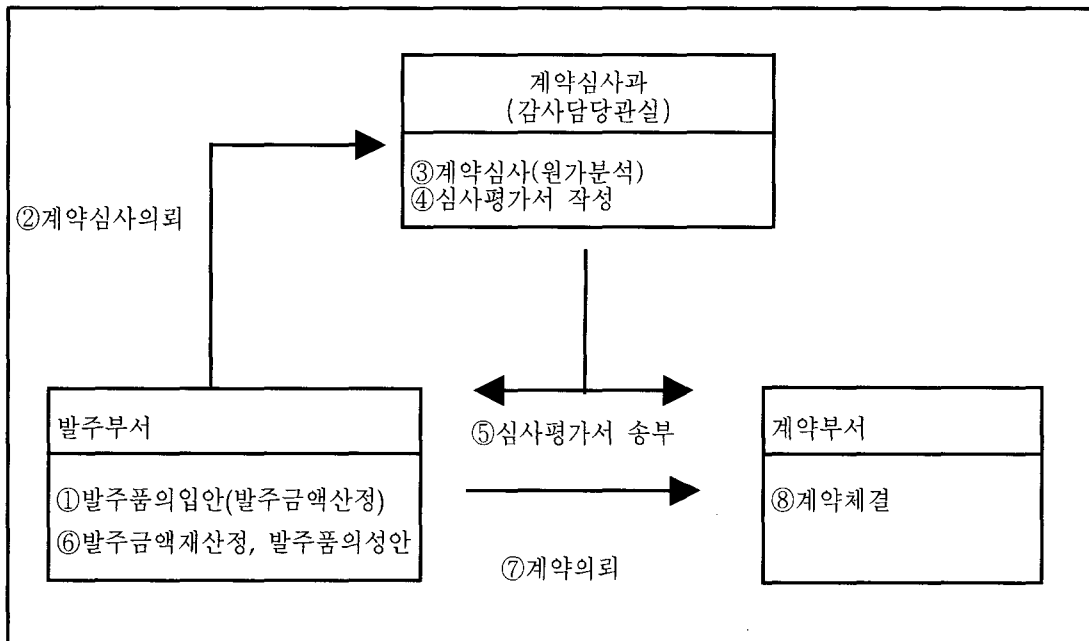 계약심사과
(감사담당관실)
③계약심사(원가분석)
④심사평가서 작성
②계약심사의뢰
발주부서
⑤심사평가서 송부
계약부서
①발주품의입안(발주금액산정)
⑧계약체결
⑥발주금액재산정, 발주품의성안
⑦계약의뢰